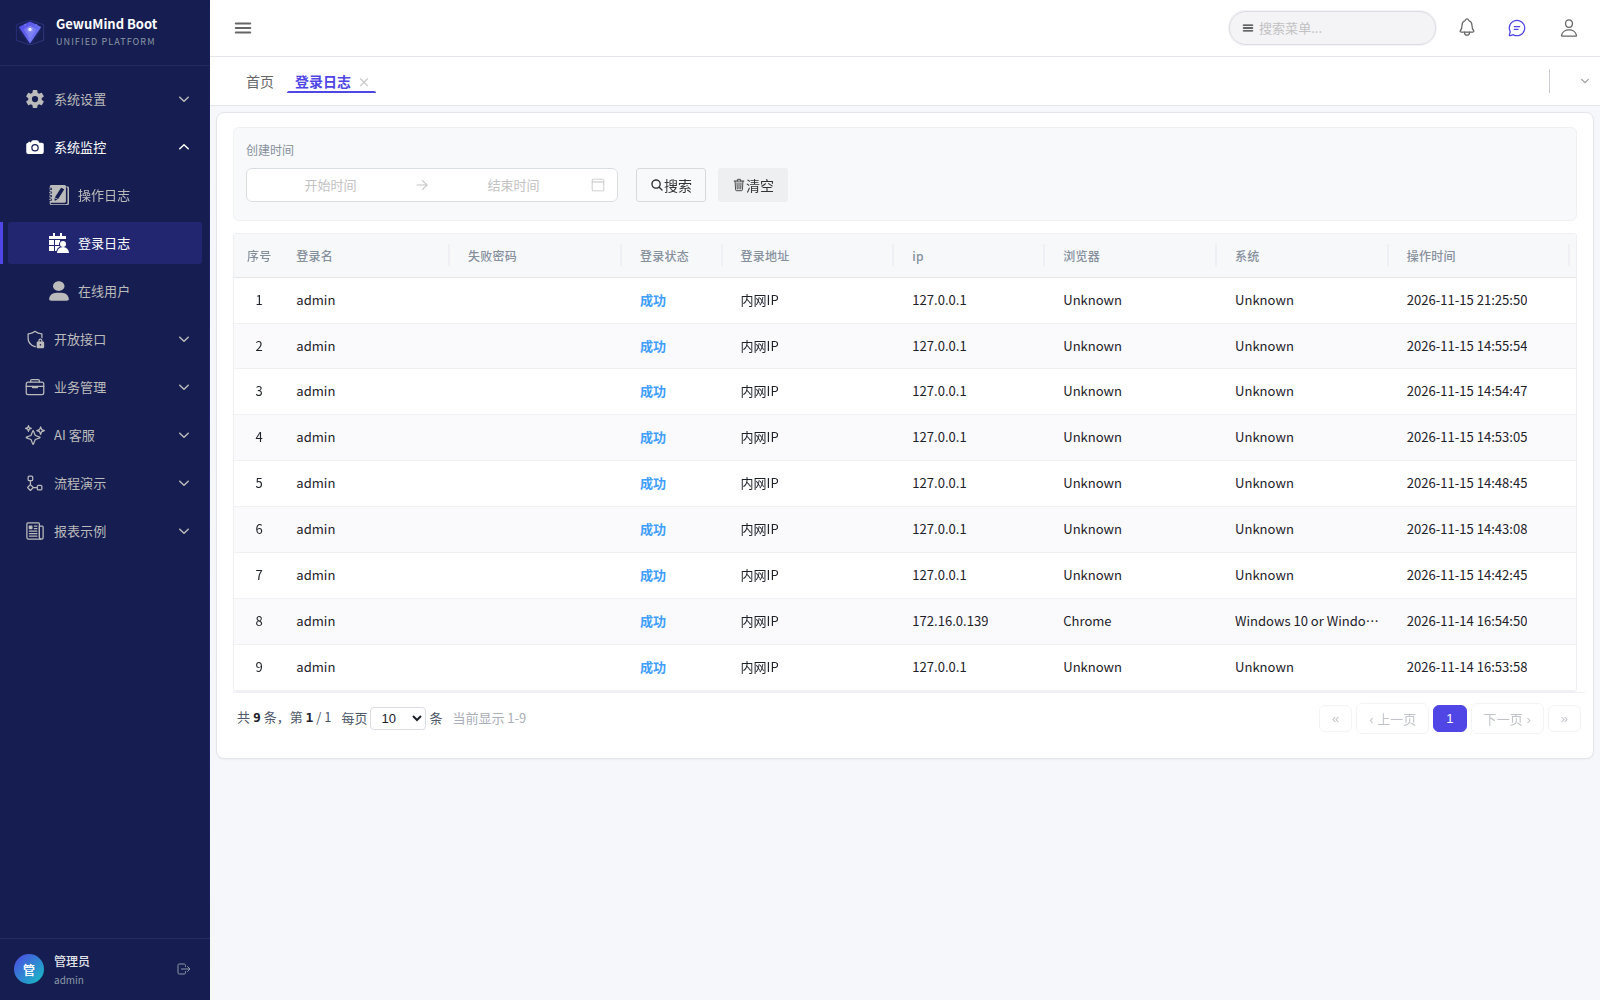 GewuMind Boot
UNIFIED PLATFORM
搜索菜单...
系统设置
系统监控
操作日志
登录日志
在线用户
开放接口
业务管理
AI 客服
流程演示
报表示例
管
管理员
admin
首页 登录日志
创建时间
开始时间 结束时间 搜索 清空
序号 登录名 失败密码 登录状态 登录地址 ip 浏览器 系统 操作时间
1 admin 成功 内网IP 127.0.0.1 Unknown Unknown 2026-11-15 21:25:50
2 admin 成功 内网IP 127.0.0.1 Unknown Unknown 2026-11-15 14:55:54
3 admin 成功 内网IP 127.0.0.1 Unknown Unknown 2026-11-15 14:54:47
4 admin 成功 内网IP 127.0.0.1 Unknown Unknown 2026-11-15 14:53:05
5 admin 成功 内网IP 127.0.0.1 Unknown Unknown 2026-11-15 14:48:45
6 admin 成功 内网IP 127.0.0.1 Unknown Unknown 2026-11-15 14:43:08
7 admin 成功 内网IP 127.0.0.1 Unknown Unknown 2026-11-15 14:42:45
8 admin 成功 内网IP 172.16.0.139 Chrome Windows 10 or Windo… 2026-11-14 16:54:50
9 admin 成功 内网IP 127.0.0.1 Unknown Unknown 2026-11-14 16:53:58
共 9 条，第 1 / 1 每页 10 条 当前显示 1-9 « ‹ 上一页 1 下一页 › »